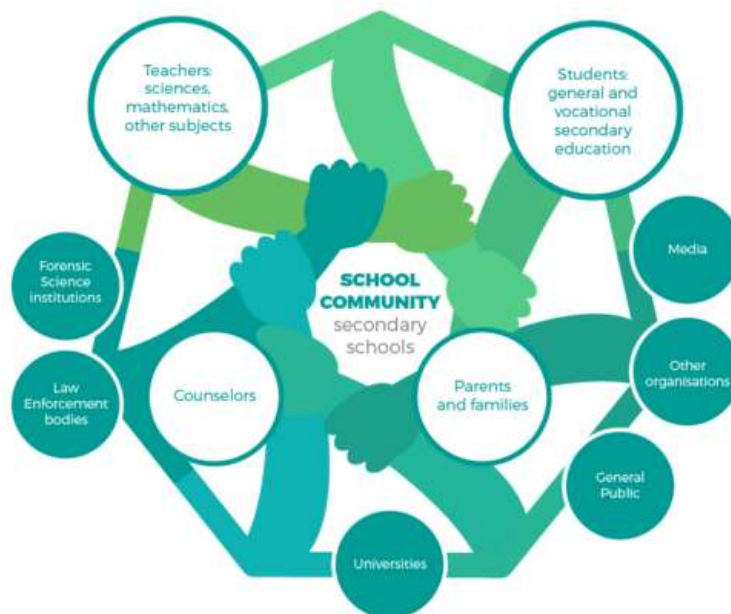 Teachers:
sciences,
mathematics,
other subjects
Students:
general and
vocational
secondary
education
Forensic
Science
institutions
Media
SCHOOL
COMMUNITY
secondary
schools
Law
Enforcement
bodies
Counselors
Parents
and families
Other
organisations
General
Public
Universities